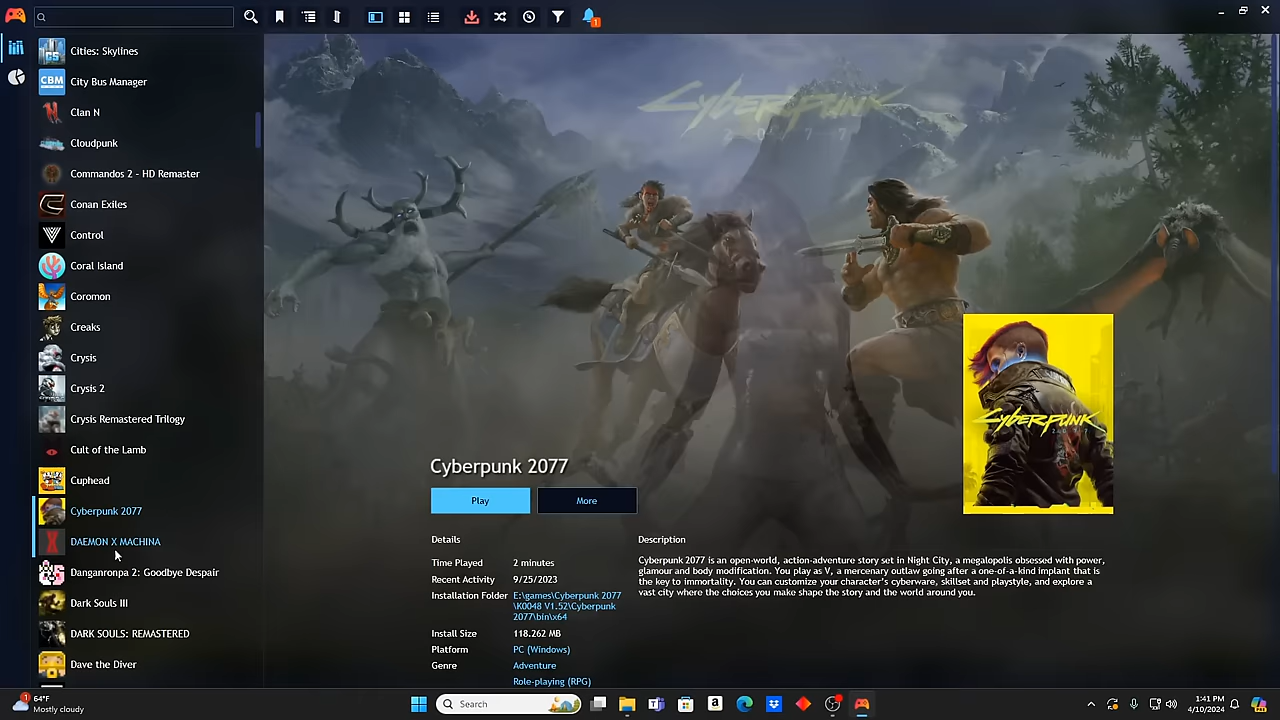 Cities: Skylines
CBM
City Bus Manager
Clan N
Cloudpunk
Commandos 2 - HD Remaster
Conan Exiles
Control
Coral Island
Coromon
Creaks
Crysis
Crysis 2
Crysis Remastered Trilogy
Cult of the Lamb
Cuphead
Cyberpunk 2077
DAEMON X MACHINA
Danganronpa 2: Goodbye Despair
Dark Souls III
DARK SOULS: REMASTERED
Dave the Diver
1
Cyberpunk
2077
Cyberpunk
Cyberpunk 2077
Play
More
Details
Time Played 2 minutes
Recent Activity 9/25/2023
Installation Folder E:\games\Cyberpunk 2077
\K0048 V1.52\Cyberpunk
2077\bin\x64
Install Size 118.262 MB
Platform PC (Windows)
Genre Adventure
Role-playing (RPG)
Description
Cyberpunk 2077 is an open-world, action-adventure story set in Night City, a megalopolis obsessed with power,
glamour and body modification. You play as V, a mercenary outlaw going after a one-of-a-kind implant that is
the key to immortality. You can customize your character's cyberware, skillset and playstyle, and explore a
vast city where the choices you make shape the story and the world around you.
1
64°F
Mostly cloudy
Search
1:41 PM
4/10/2024